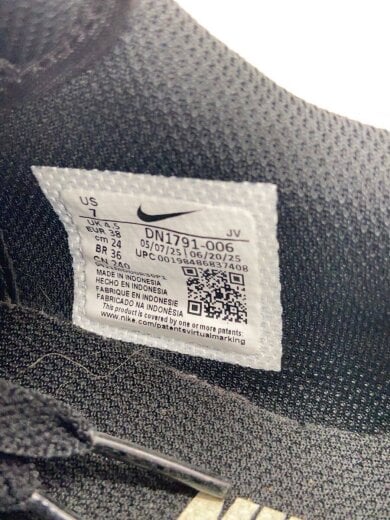 US
7
UK 4.5
EUR 38
cm 24
BR 36
CN 240
JV
DN1791-006
05/07/25 06/20/25
UPC 00198486837408
MADE IN INDONESIA
HECHO EN INDONESIA
FABRIQUE EN INDONESIE
FABRICADO NA INDONÉSIA
This product is covered by one or more patents:
www.nike.com/patentsvirtualmarking